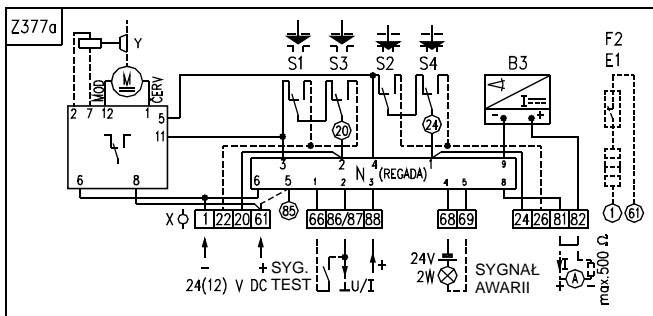 Z377a
Y
M
MOD
CERV
2 7 12 1
5
11
6 8
S1 S3 S2 S4
20
24
B3
I
- +
F2
E1
1 61
3 2 4 1 9
N (REGADA)
6 5 1 2 3 4 5 8
85
X
1 22 20 61 66 86/87 88 68 69 24 26 81 82
- +
24(12) V DC
SYG.
TEST
⊥U/I
+
24V
2W
SYGNAŁ
AWARII
I
+
A
max.500 Ω